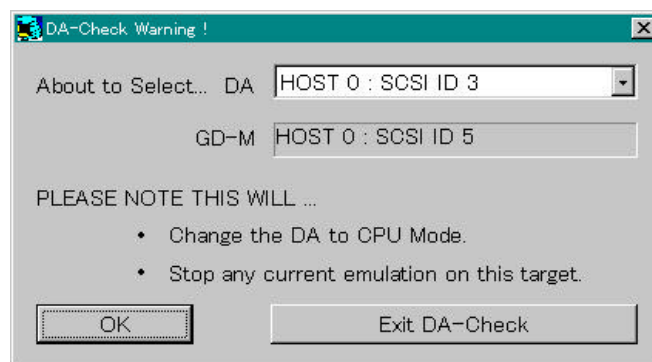 DA-Check Warning !
About to Select... DA HOST 0 : SCSI ID 3
GD-M HOST 0 : SCSI ID 5
PLEASE NOTE THIS WILL ...
• Change the DA to CPU Mode.
• Stop any current emulation on this target.
OK Exit DA-Check